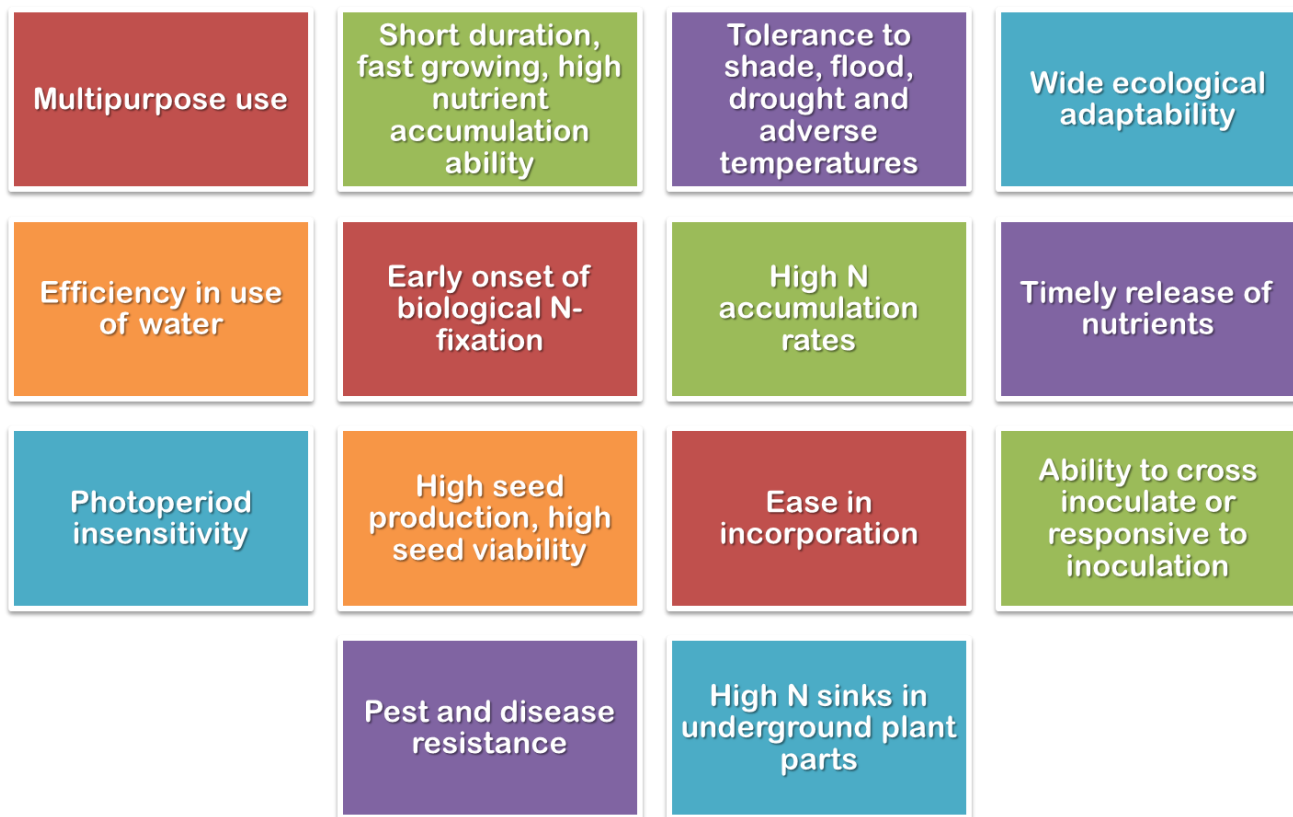 Multipurpose use
Short duration,
fast growing, high
nutrient
accumulation
ability
Tolerance to
shade, flood,
drought and
adverse
temperatures
Wide ecological
adaptability
Efficiency in use
of water
Early onset of
biological N-
fixation
High N
accumulation
rates
Timely release of
nutrients
Photoperiod
insensitivity
High seed
production, high
seed viability
Ease in
incorporation
Ability to cross
inoculate or
responsive to
inoculation
Pest and disease
resistance
High N sinks in
underground plant
parts